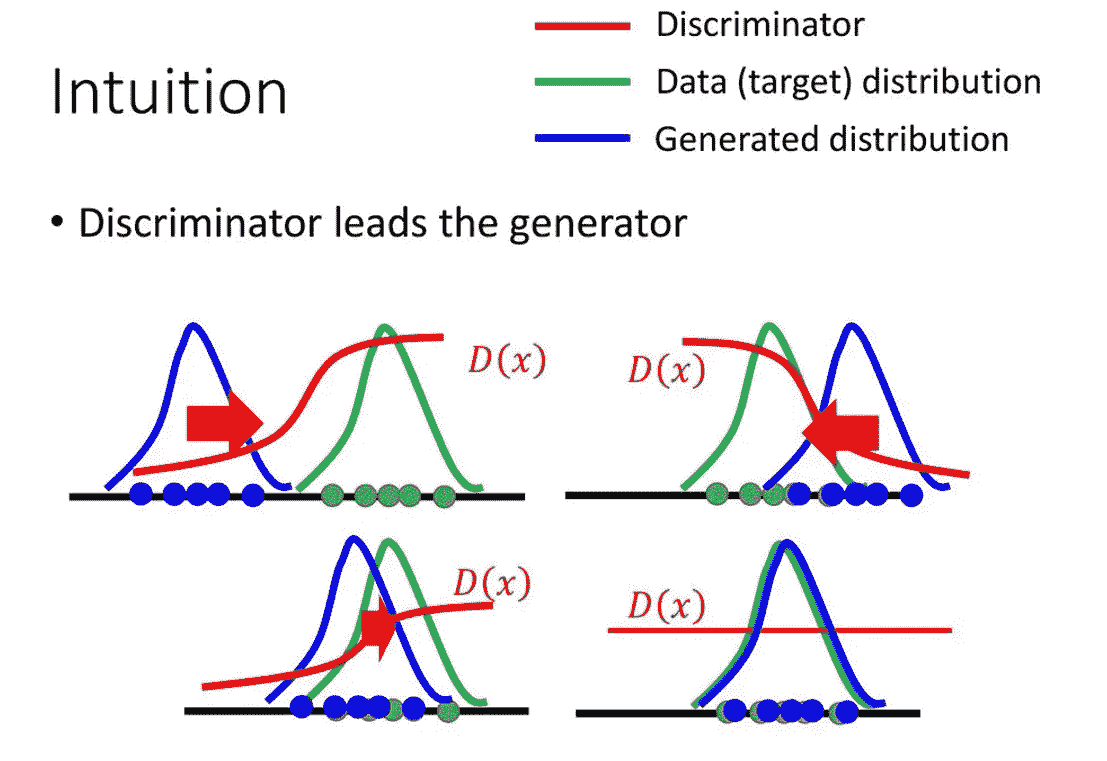 Discriminator
Intuition
Data (target) distribution
Generated distribution
• Discriminator leads the generator
D(x)
D(x)
D(x)
D(x)